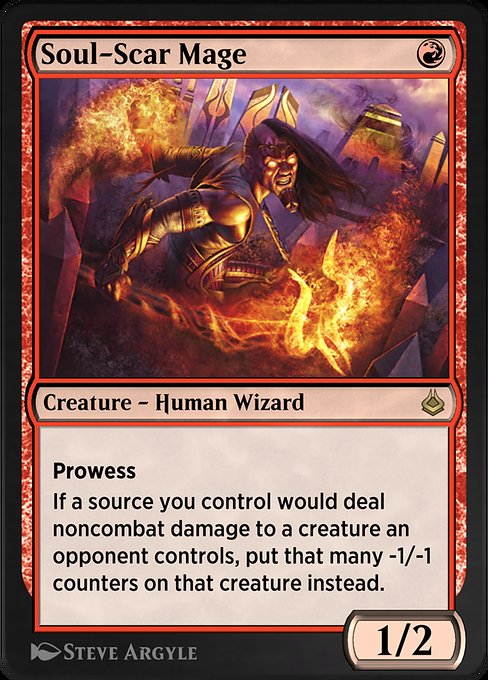 Soul-Scar Mage
Creature - Human Wizard
Prowess
If a source you control would deal
noncombat damage to a creature an
opponent controls, put that many -1/-1
counters on that creature instead.
1/2
Steve Argyle